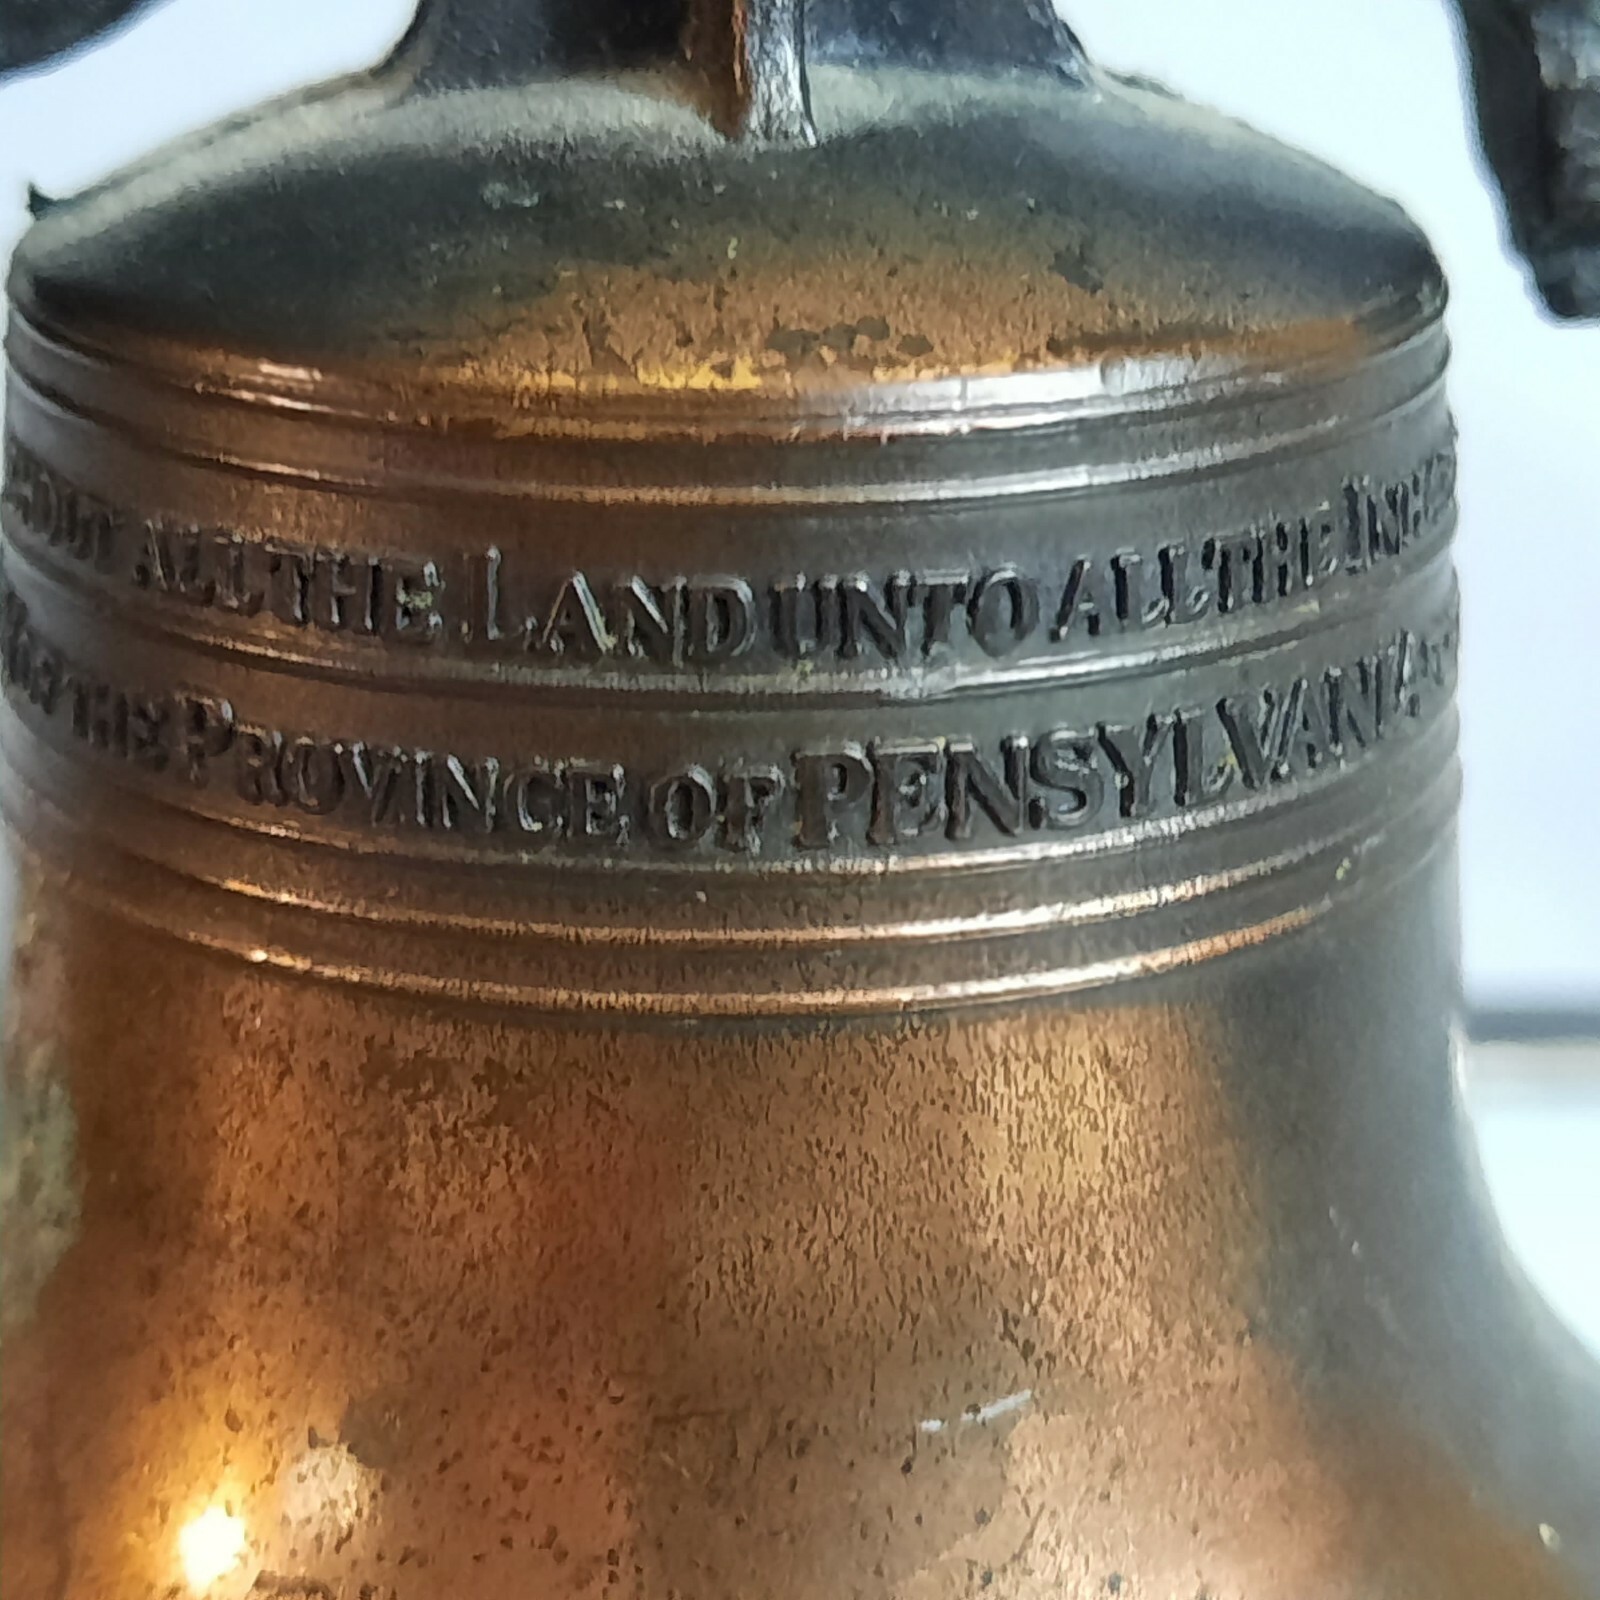 ALL THE LAND UNTO ALL THE
THE PROVINCE OF PENSYLVANIA